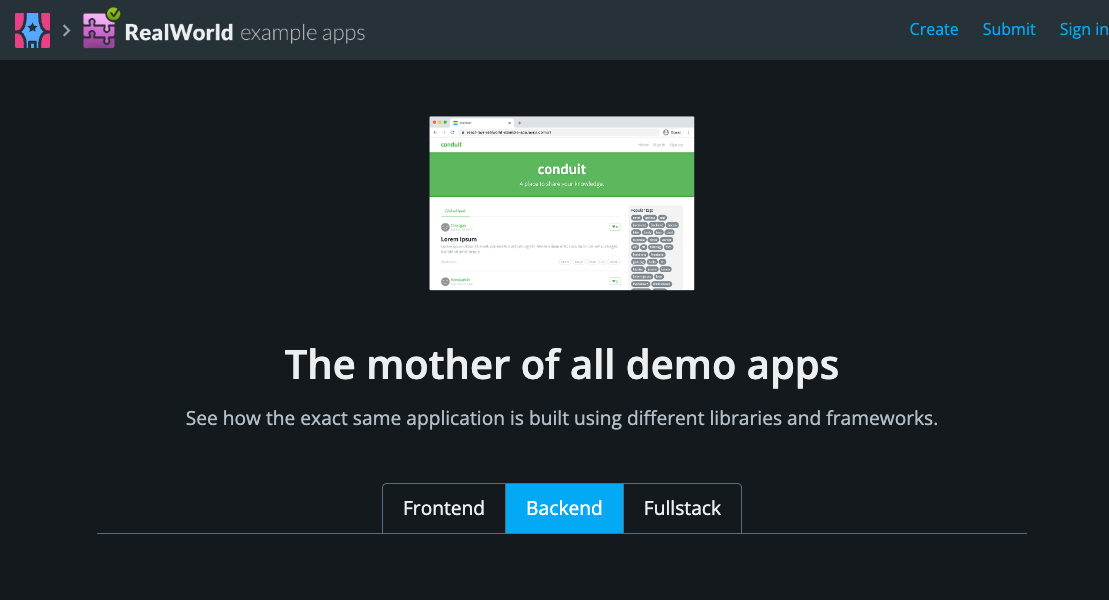 RealWorld example apps
Create Submit Sign in
conduit
Home Sign in Sign up
conduit
A place to share your knowledge.
Global feed
Popular tags
Lorem Ipsum
The mother of all demo apps
See how the exact same application is built using different libraries and frameworks.
Frontend Backend Fullstack